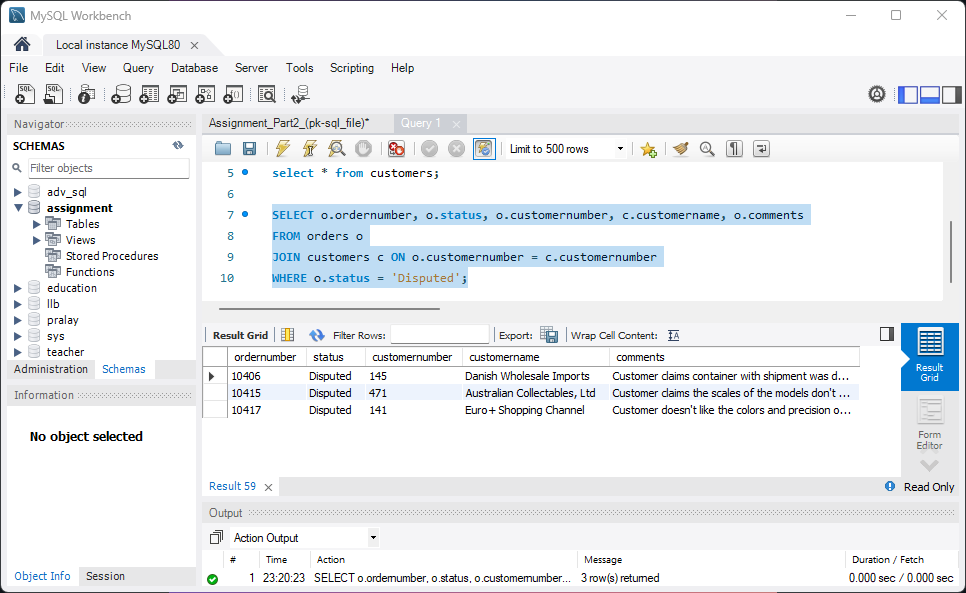 MySQL Workbench
Local instance MySQL80
File Edit View Query Database Server Tools Scripting Help
Navigator
SCHEMAS
Filter objects
adv_sql
assignment
Tables
Views
Stored Procedures
Functions
education
llb
pralay
sys
teacher
Administration Schemas
Information
No object selected
Object Info Session
Assignment_Part2_(pk-sql_file)* Query 1
Limit to 500 rows
5 select * from customers;
6
7 SELECT o.ordernumber, o.status, o.customernumber, c.customername, o.comments
8 FROM orders o
9 JOIN customers c ON o.customernumber = c.customernumber
10 WHERE o.status = 'Disputed';
Result Grid Filter Rows: Export: Wrap Cell Content:
ordernumber status customernumber customername comments
10406 Disputed 145 Danish Wholesale Imports Customer claims container with shipment was d...
10415 Disputed 471 Australian Collectables, Ltd Customer claims the scales of the models don't ...
10417 Disputed 141 Euro+ Shopping Channel Customer doesn't like the colors and precision o...
Result
Grid
Form
Editor
Result 59 Read Only
Output
Action Output
# Time Action Message Duration / Fetch
1 23:20:23 SELECT o.ordernumber, o.status, o.customernumber... 3 row(s) returned 0.000 sec / 0.000 sec